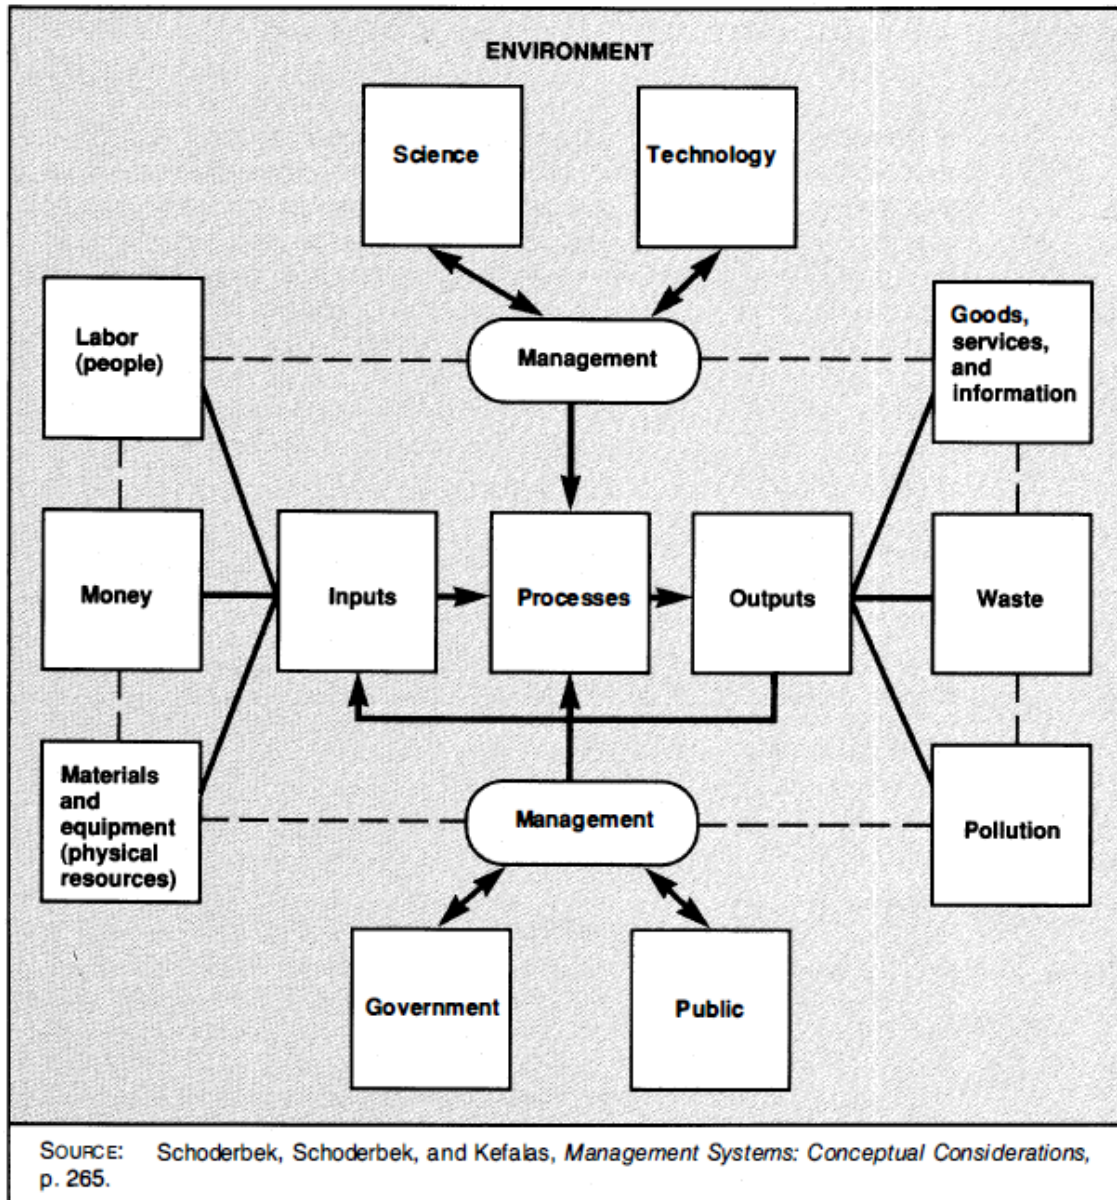 ENVIRONMENT
Science
Technology
Labor
(people)
Management
Goods,
services,
and
information
Money
Inputs
Processes
Outputs
Waste
Materials
and
equipment
(physical
resources)
Management
Pollution
Government
Public
SOURCE: Schoderbek, Schoderbek, and Kefalas, Management Systems: Conceptual Considerations,
p. 265.